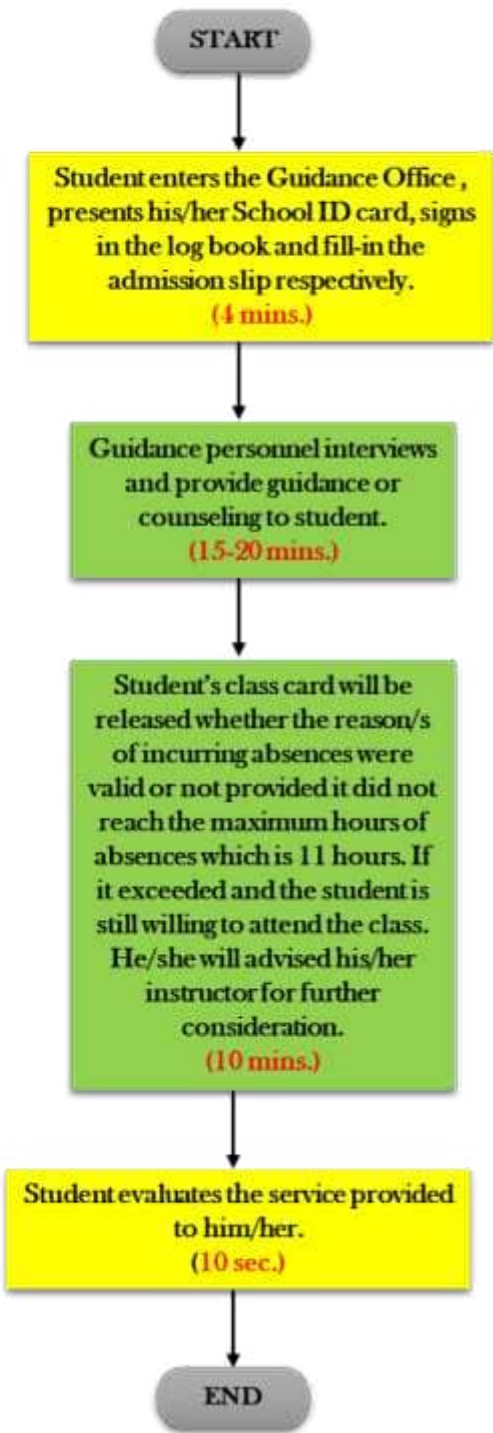 START
Student enters the Guidance Office ,
presents his/her School ID card, signs
in the log book and fill-in the
admission slip respectively.
(4 mins.)
Guidance personnel interviews
and provide guidance or
counseling to student.
(15-20 mins.)
Student's class card will be
released whether the reason/s
of incurring absences were
valid or not provided it did not
reach the maximum hours of
absences which is 11 hours. If
it exceeded and the student is
still willing to attend the class.
He/she will advised his/her
instructor for further
consideration.
(10 mins.)
Student evaluates the service provided
to him/her.
(10 sec.)
END